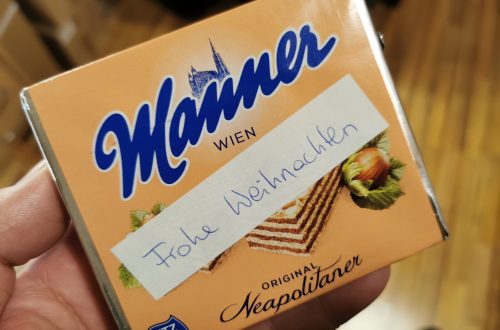 Manner
WIEN
Frohe Weihnachten
ORIGINAL
Neapolitaner